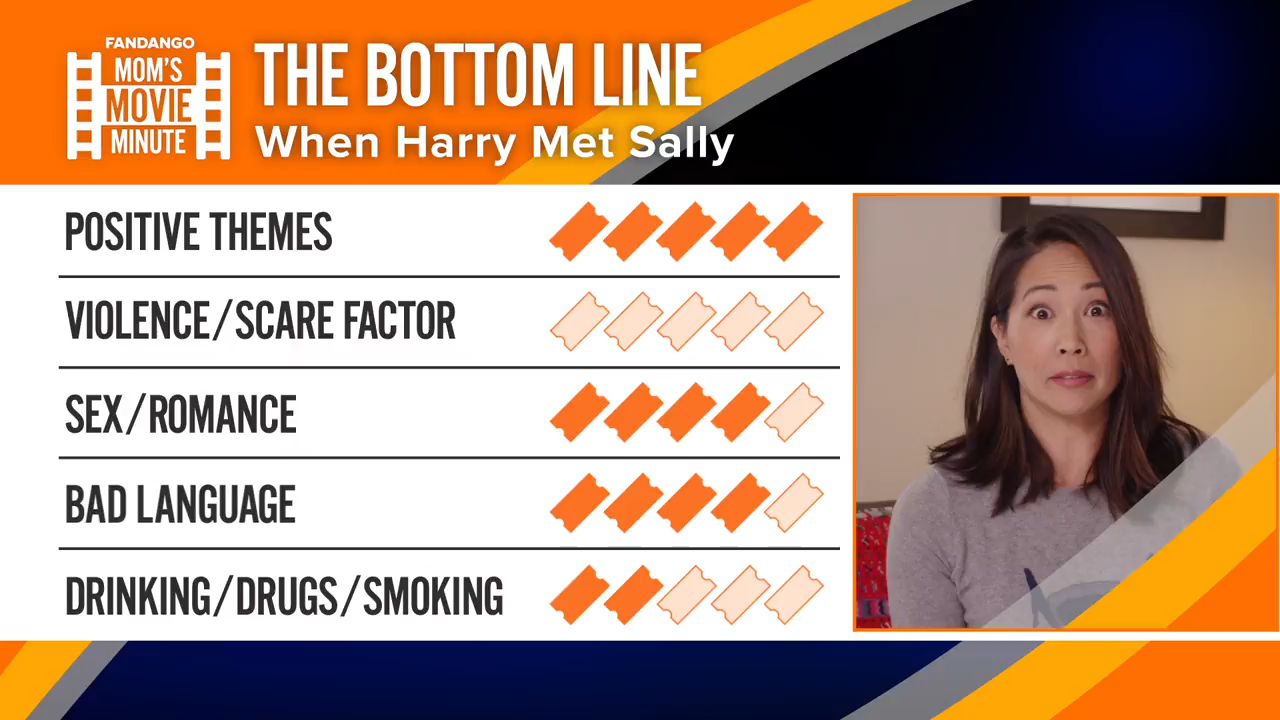 FANDANGO
MOM'S
MOVIE
MINUTE
THE BOTTOM LINE
When Harry Met Sally
POSITIVE THEMES
VIOLENCE/SCARE FACTOR
SEX/ROMANCE
BAD LANGUAGE
DRINKING/DRUGS/SMOKING